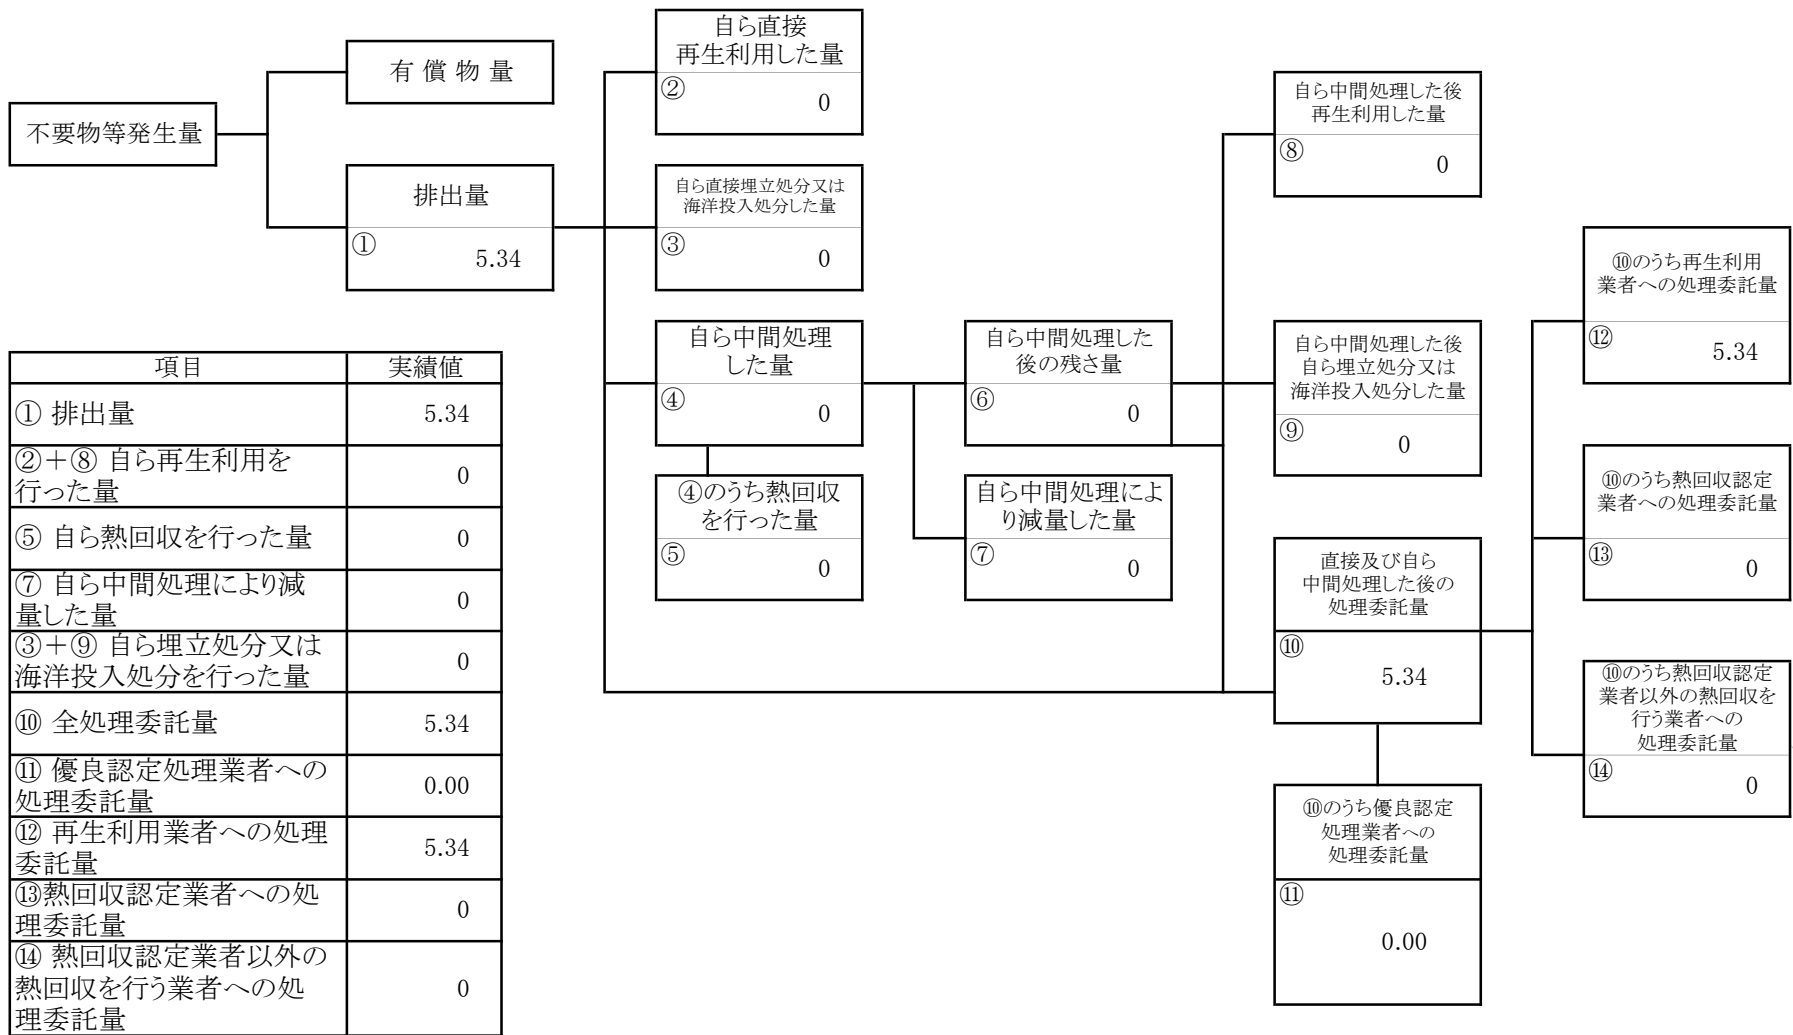 不要物等発生量
有償物量
排出量
①
5.34
自ら直接
再生利用した量
②
0
自ら直接埋立処分又は
海洋投入処分した量
③
0
自ら中間処理
した量
④
0
④のうち熱回収
を行った量
⑤
0
自ら中間処理した
後の残さ量
⑥
0
自ら中間処理によ
り減量した量
⑦
0
自ら中間処理した後
再生利用した量
⑧
0
自ら中間処理した後
自ら埋立処分又は
海洋投入処分した量
⑨
0
直接及び自ら
中間処理した後の
処理委託量
⑩
5.34
⑩のうち優良認定
処理業者への
処理委託量
⑪
0.00
⑩のうち再生利用
業者への処理委託量
⑫
5.34
⑩のうち熱回収認定
業者への処理委託量
⑬
0
⑩のうち熱回収認定
業者以外の熱回収を
行う業者への
処理委託量
⑭
0
項目 実績値
① 排出量 5.34
②＋⑧ 自ら再生利用を
行った量 0
⑤ 自ら熱回収を行った量 0
⑦ 自ら中間処理により減
量した量 0
③＋⑨ 自ら埋立処分又は
海洋投入処分を行った量 0
⑩ 全処理委託量 5.34
⑪ 優良認定処理業者への
処理委託量 0.00
⑫ 再生利用業者への処理
委託量 5.34
⑬熱回収認定業者への処
理委託量 0
⑭ 熱回収認定業者以外の
熱回収を行う業者への処
理委託量 0